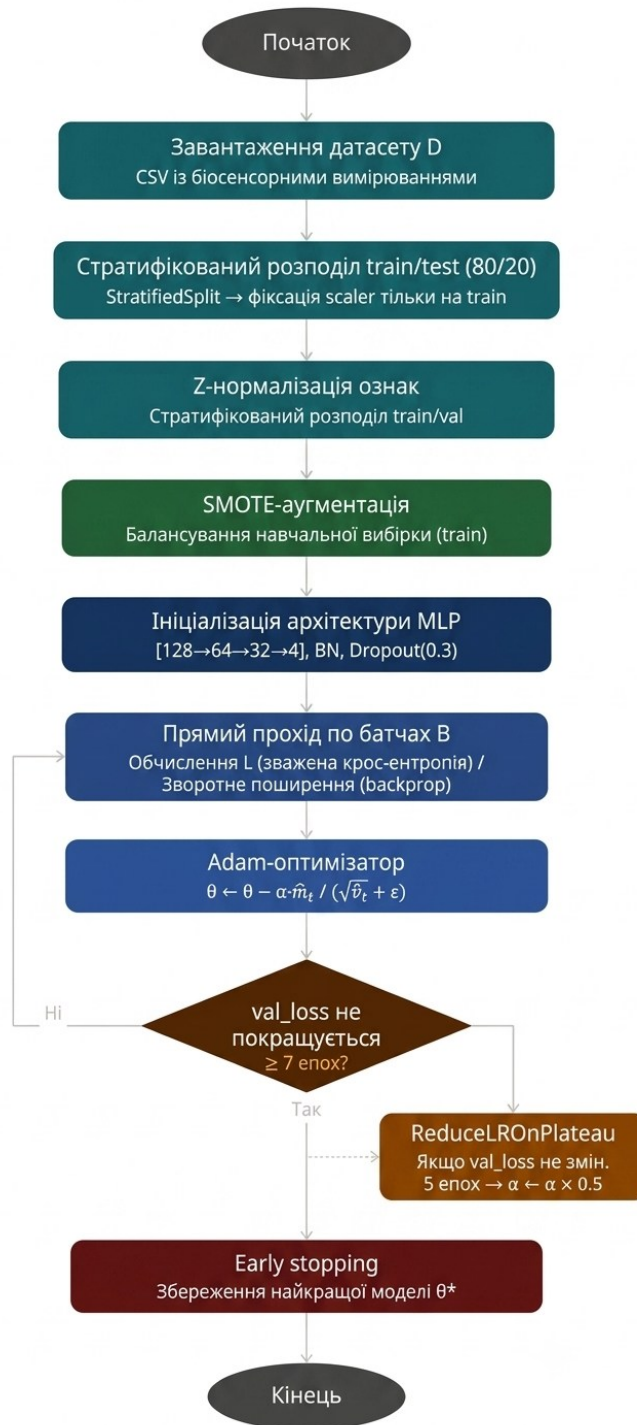 Початок
Завантаження датасету D
CSV із біосенсорними вимірюваннями
Стратифікований розподіл train/test (80/20)
StratifiedSplit → фіксація scaler тільки на train
Z-нормалізація ознак
Стратифікований розподіл train/val
SMOTE-аугментація
Балансування навчальної вибірки (train)
Ініціалізація архітектури MLP
[128→64→32→4], BN, Dropout(0.3)
Прямий прохід по батчах B
Обчислення L (зважена крос-ентропія) /
Зворотне поширення (backprop)
Adam-оптимізатор
θ ← θ − α·m̂ₜ / (√v̂ₜ + ε)
val_loss не
покращується
≥ 7 епох?
Ні
Так
ReduceLROnPlateau
Якщо val_loss не змін.
5 епох → α ← α × 0.5
Early stopping
Збереження найкращої моделі θ*
Кінець